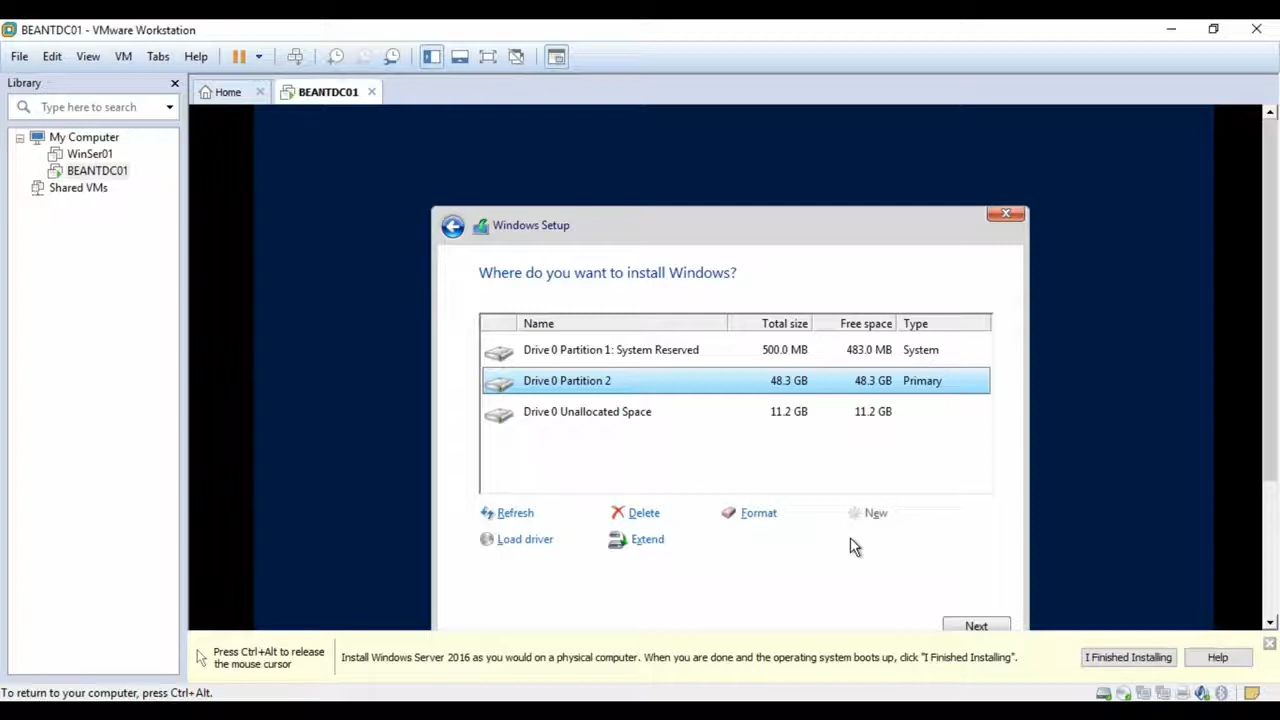 BEANTDC01 - VMware Workstation
File Edit View VM Tabs Help
Library
Type here to search
My Computer
WinSer01
BEANTDC01
Shared VMs
Home
BEANTDC01
Windows Setup
Where do you want to install Windows?
Name Total size Free space Type
Drive 0 Partition 1: System Reserved 500.0 MB 483.0 MB System
Drive 0 Partition 2 48.3 GB 48.3 GB Primary
Drive 0 Unallocated Space 11.2 GB 11.2 GB
Refresh Delete Format New
Load driver Extend
Next
Press Ctrl+Alt to release
the mouse cursor
Install Windows Server 2016 as you would on a physical computer. When you are done and the operating system boots up, click "I Finished Installing".
I Finished Installing
Help
To return to your computer, press Ctrl+Alt.